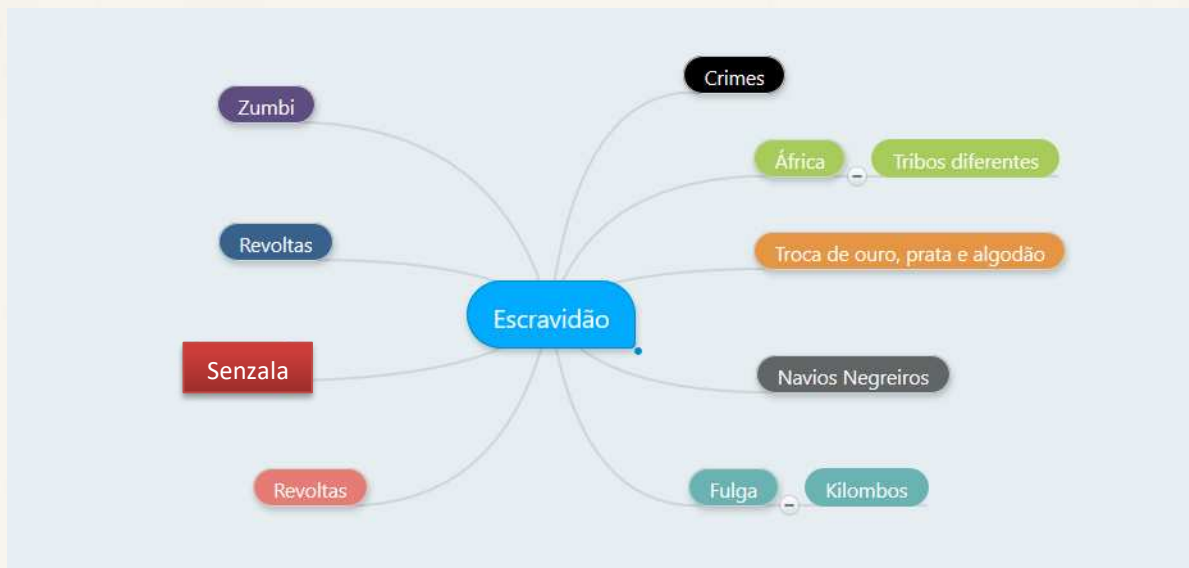 Crimes
Zumbi
África
Tribos diferentes
Revoltas
Troca de ouro, prata e algodão
Escravidão
Senzala
Navios Negreiros
Revoltas
Fulga
Kilombos